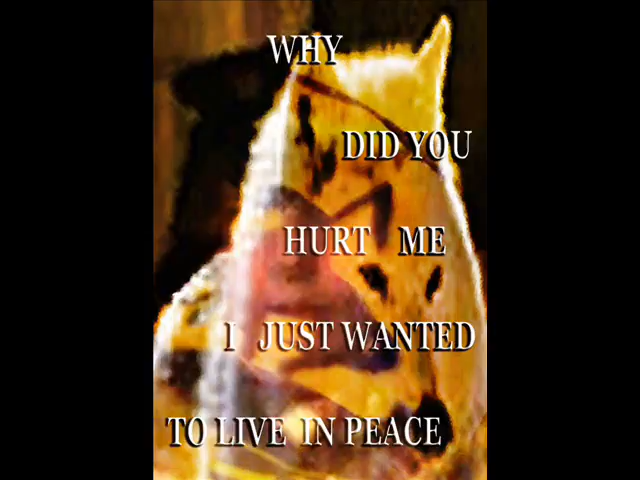 WHY
DID YOU
HURT ME
I JUST WANTED
TO LIVE IN PEACE